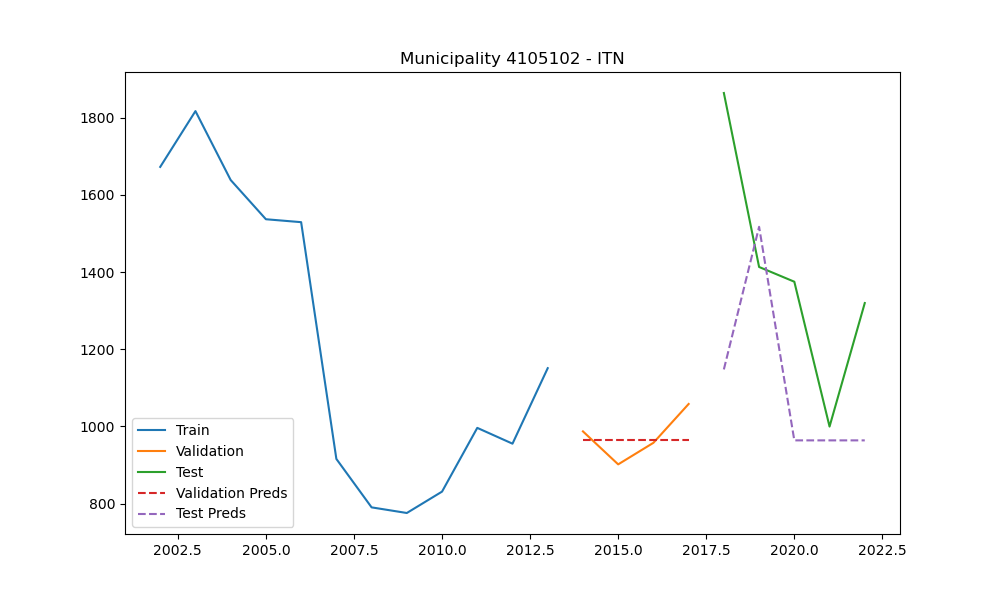 Municipality 4105102 - ITN
1800
1600
1400
1200
1000
800
Train
Validation
Test
Validation Preds
Test Preds
2002.5 2005.0 2007.5 2010.0 2012.5 2015.0 2017.5 2020.0 2022.5